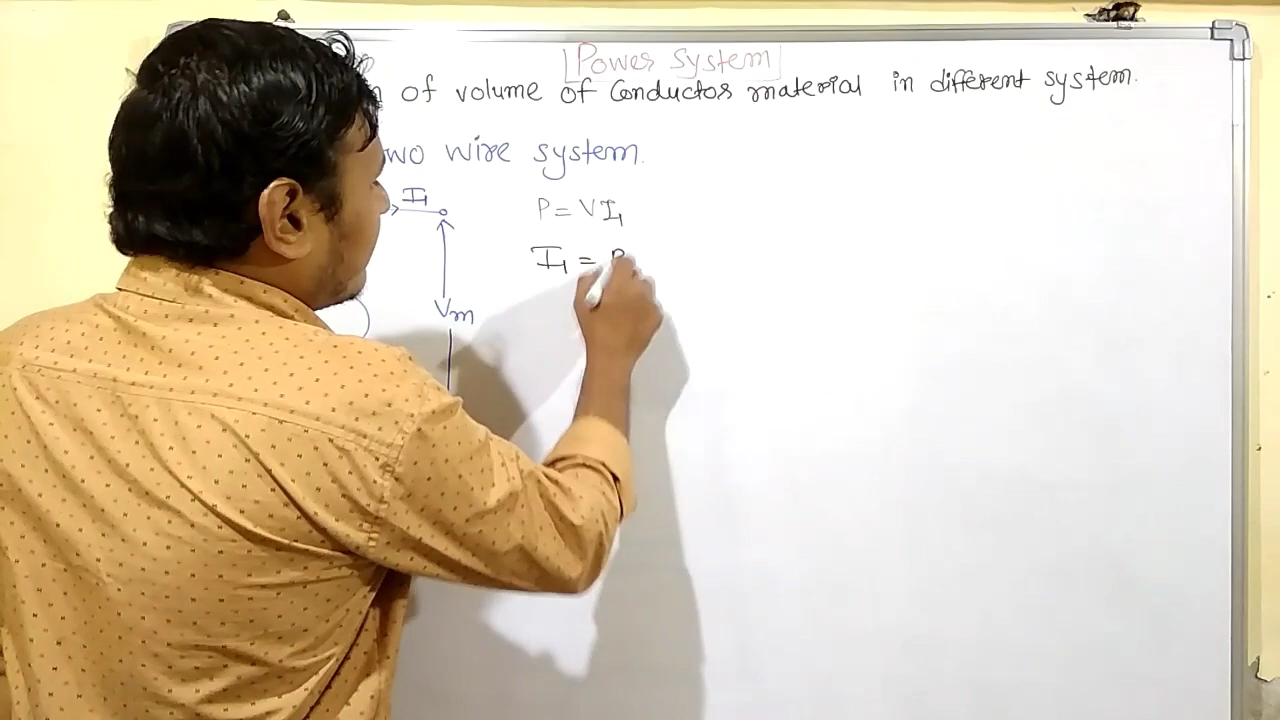 Power System
of volume of Conductor material in different system.
wo wire system.
I1
P = VI1
Vm
I1 = P